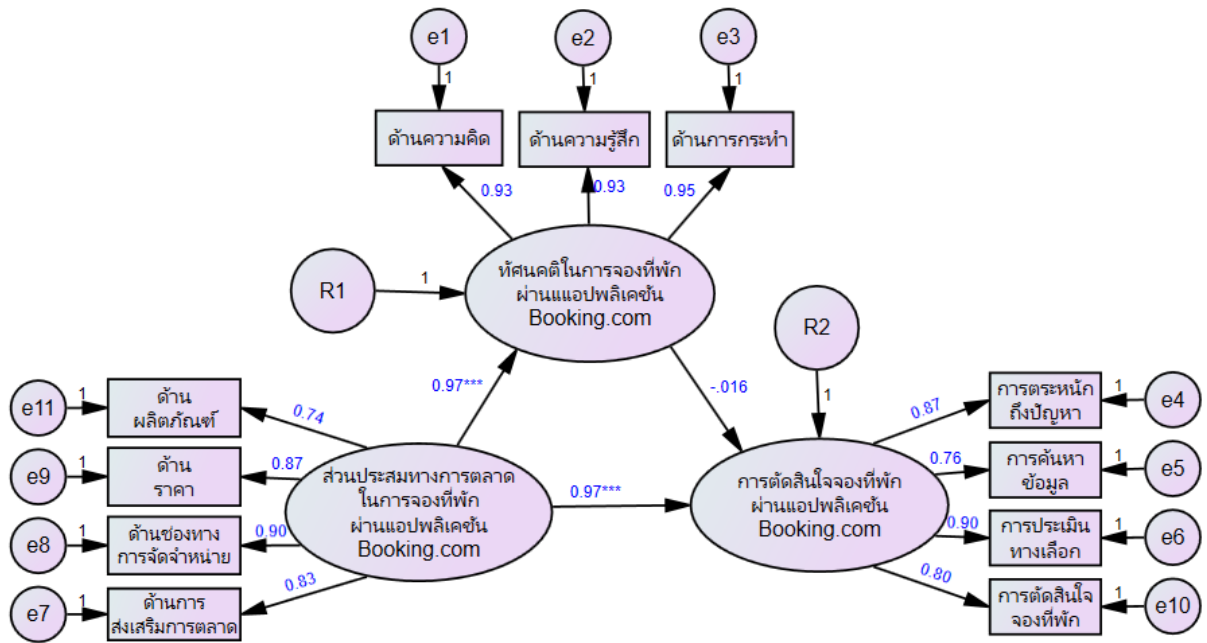 e1
e2
e3
1
1
1
ด้านความคิด
ด้านความรู้สึก
ด้านการกระทำ
0.93
0.93
0.95
R1
1
ทัศนคติในการจองที่พัก
ผ่านแแอปพลิเคชัน
Booking.com
R2
1
0.97***
-.016
e11
1
ด้าน
ผลิตภัณฑ์
0.74
e9
1
ด้าน
ราคา
0.87
e8
1
ด้านช่องทาง
การจัดจำหน่าย
0.90
e7
1
ด้านการ
ส่งเสริมการตลาด
0.83
ส่วนประสมทางการตลาด
ในการจองที่พัก
ผ่านแอปพลิเคชัน
Booking.com
0.97***
การตัดสินใจจองที่พัก
ผ่านแอปพลิเคชัน
Booking.com
0.87
การตระหนัก
ถึงปัญหา
1
e4
0.76
การค้นหา
ข้อมูล
1
e5
0.90
การประเมิน
ทางเลือก
1
e6
0.80
การตัดสินใจ
จองที่พัก
1
e10